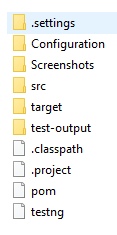 .settings
Configuration
Screenshots
src
target
test-output
.classpath
.project
pom
testng